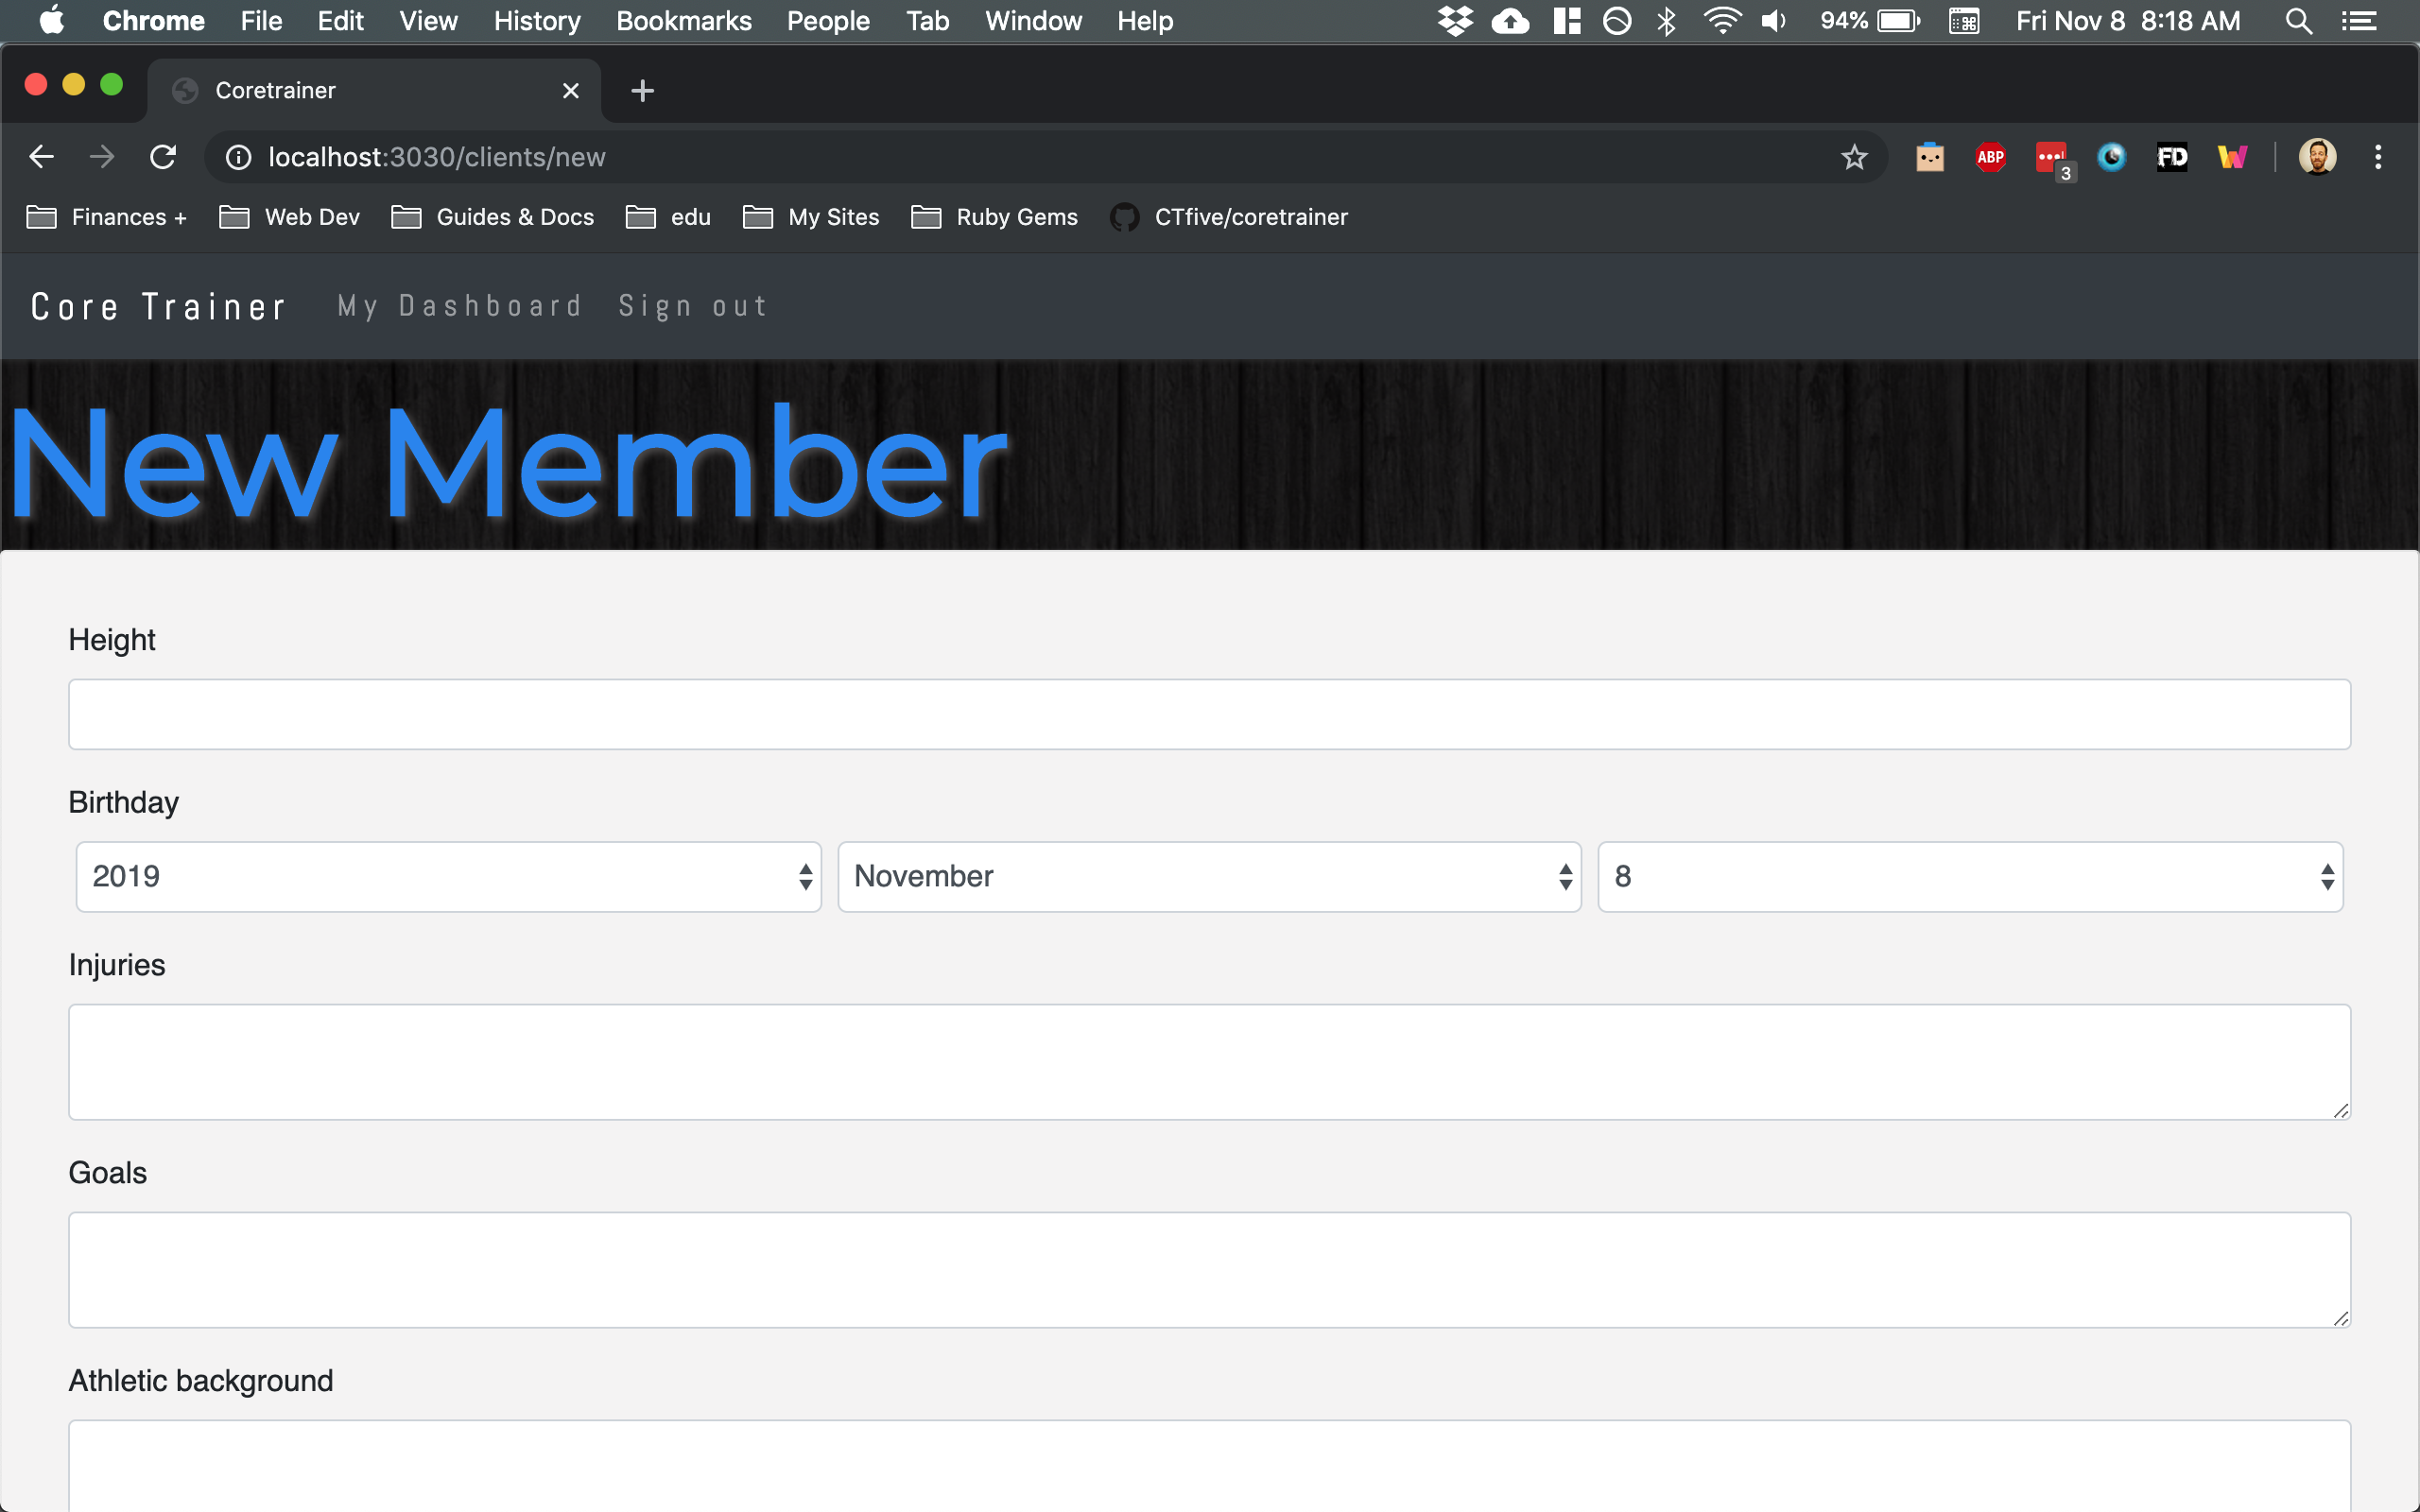 Chrome File Edit View History Bookmarks People Tab Window Help 94% Fri Nov 8 8:18 AM
Coretrainer
localhost:3030/clients/new ABP 3 FD
Finances + Web Dev Guides & Docs edu My Sites Ruby Gems CTfive/coretrainer
Core Trainer My Dashboard Sign out
New Member
Height
Birthday
2019 November 8
Injuries
Goals
Athletic background